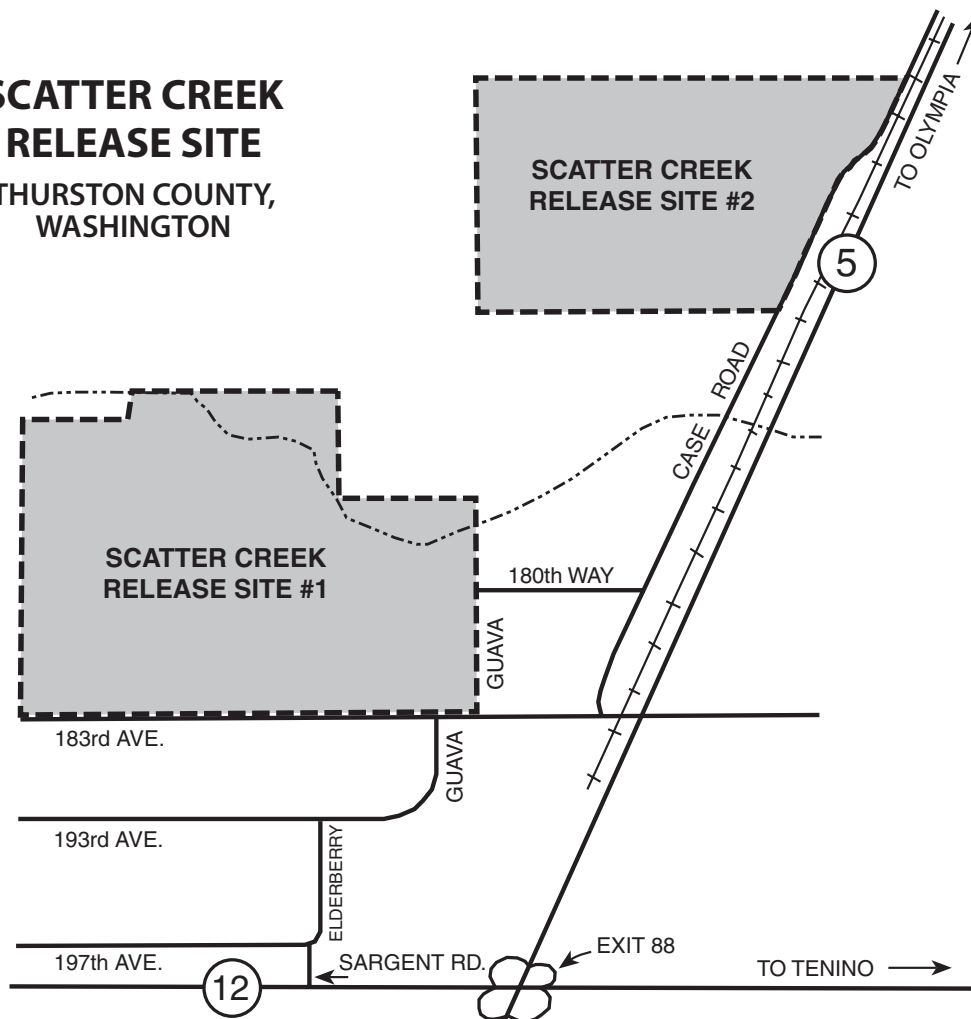 SCATTER CREEK
RELEASE SITE
THURSTON COUNTY,
WASHINGTON
SCATTER CREEK
RELEASE SITE #2
TO OLYMPIA
5
CASE ROAD
SCATTER CREEK
RELEASE SITE #1
180th WAY
GUAVA
183rd AVE.
GUAVA
193rd AVE.
ELDERBERRY
197th AVE.
12
SARGENT RD.
EXIT 88
TO TENINO